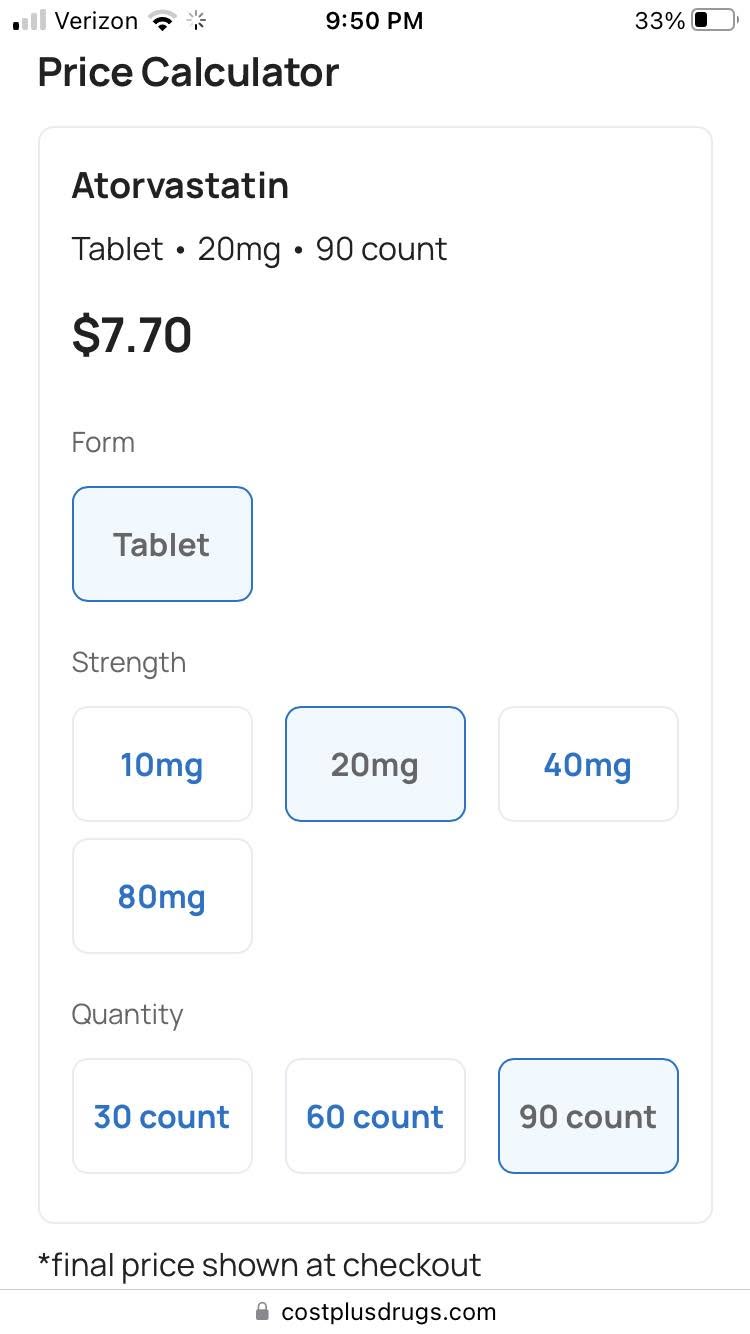 Verizon 9:50 PM 33%
Price Calculator
Atorvastatin
Tablet • 20mg • 90 count
$7.70
Form
Tablet
Strength
10mg 20mg 40mg
80mg
Quantity
30 count 60 count 90 count
*final price shown at checkout
costplusdrugs.com